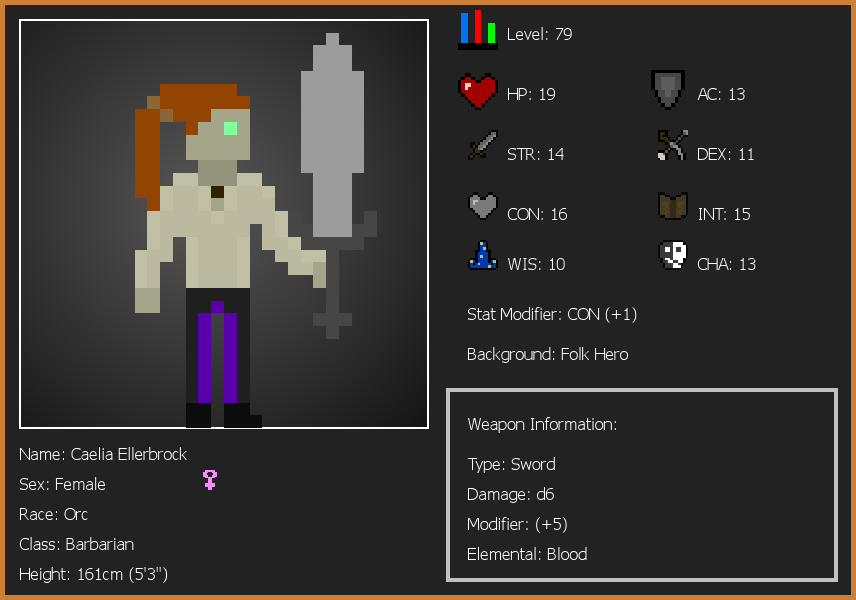 Level: 79
HP: 19
AC: 13
STR: 14
DEX: 11
CON: 16
INT: 15
WIS: 10
CHA: 13
Stat Modifier: CON (+1)
Background: Folk Hero
Weapon Information:
Type: Sword
Damage: d6
Modifier: (+5)
Elemental: Blood
Name: Caelia Ellerbrock
Sex: Female
Race: Orc
Class: Barbarian
Height: 161cm (5'3")